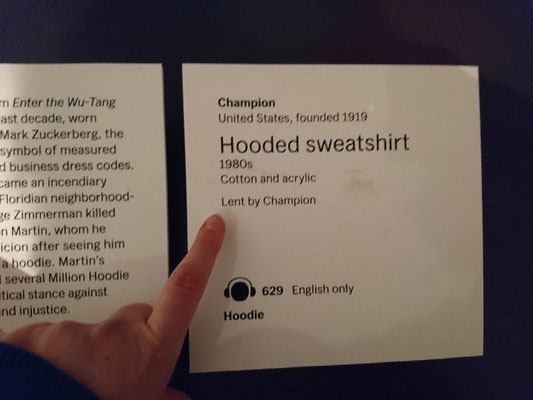 m Enter the Wu-Tang
ast decade, worn
Mark Zuckerberg, the
symbol of measured
d business dress codes.
came an incendiary
Floridian neighborhood-
ge Zimmerman killed
n Martin, whom he
icion after seeing him
a hoodie. Martin's
l several Million Hoodie
itical stance against
nd injustice.
Champion
United States, founded 1919
Hooded sweatshirt
1980s
Cotton and acrylic
Lent by Champion
629 English only
Hoodie